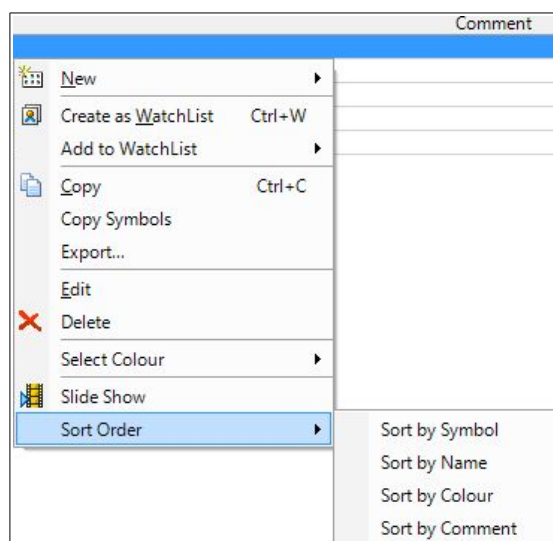 Comment
New
Create as WatchList Ctrl+W
Add to WatchList
Copy Ctrl+C
Copy Symbols
Export...
Edit
Delete
Select Colour
Slide Show
Sort Order
Sort by Symbol
Sort by Name
Sort by Colour
Sort by Comment